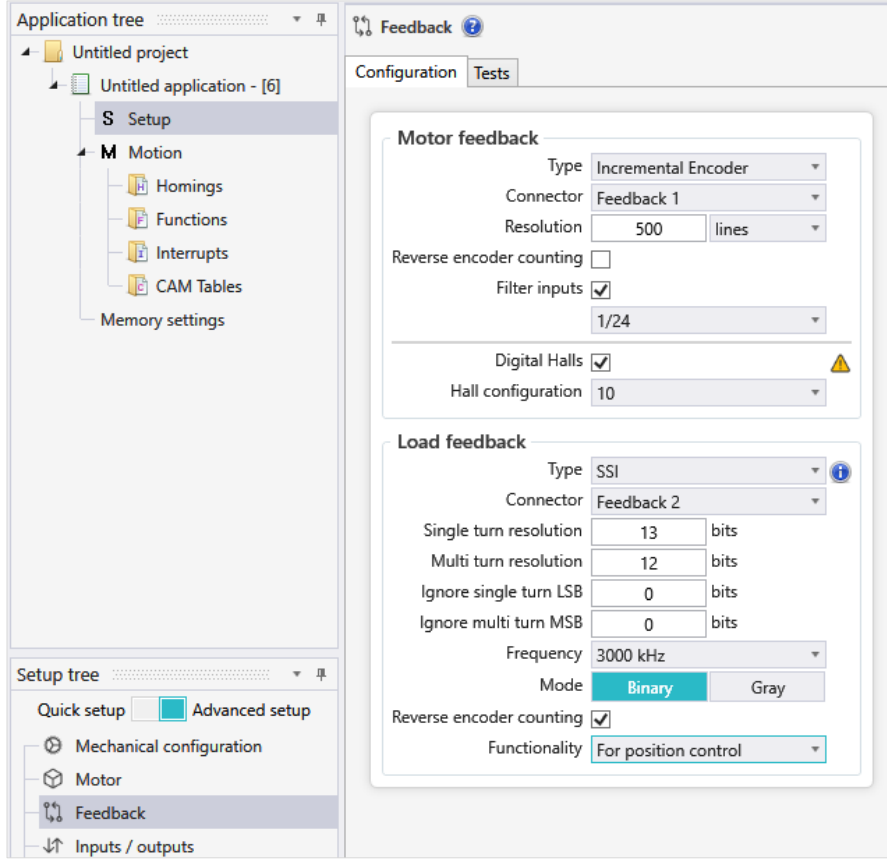 Application tree
Untitled project
Untitled application - [6]
S Setup
M Motion
H Homings
F Functions
I Interrupts
C CAM Tables
Memory settings
Setup tree
Quick setup Advanced setup
Mechanical configuration
Motor
Feedback
Inputs / outputs
Feedback ?
Configuration Tests
Motor feedback
Type Incremental Encoder
Connector Feedback 1
Resolution 500 lines
Reverse encoder counting
Filter inputs
1/24
Digital Halls
Hall configuration 10
Load feedback
Type SSI
Connector Feedback 2
Single turn resolution 13 bits
Multi turn resolution 12 bits
Ignore single turn LSB 0 bits
Ignore multi turn MSB 0 bits
Frequency 3000 kHz
Mode Binary Gray
Reverse encoder counting
Functionality For position control